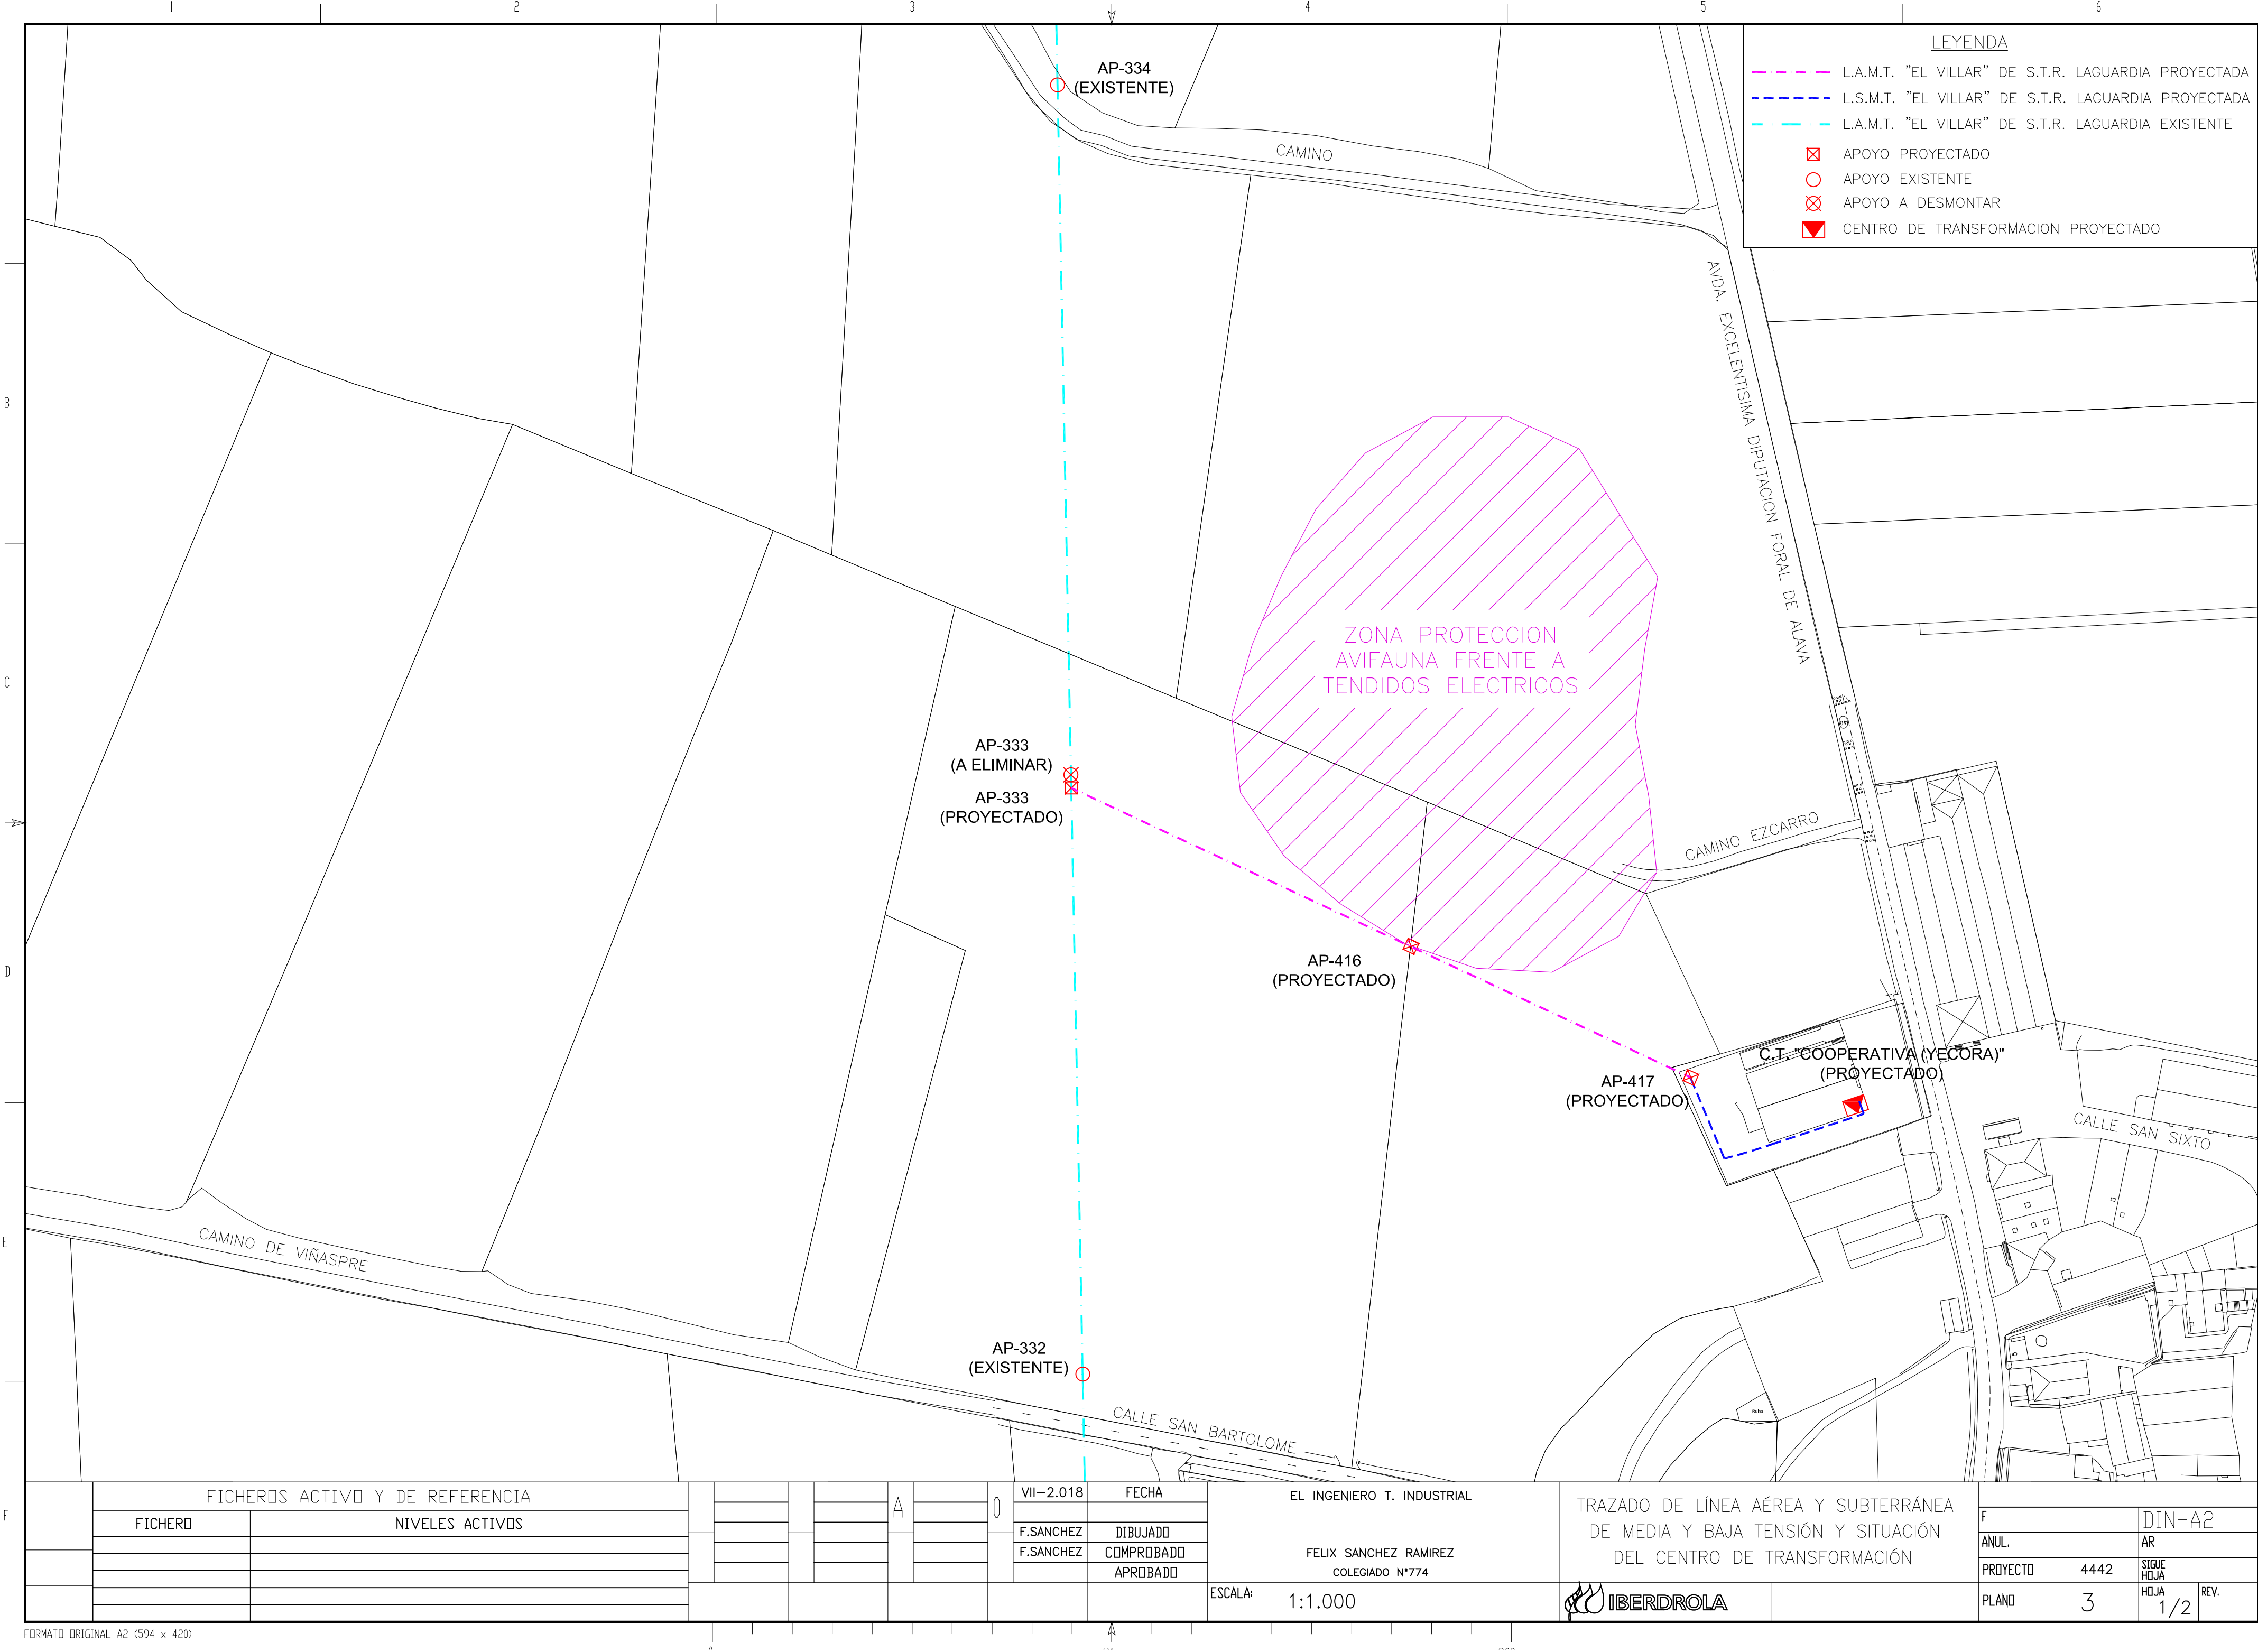 1
2
3
4
5
6
LEYENDA
L.A.M.T. "EL VILLAR" DE S.T.R. LAGUARDIA PROYECTADA
L.S.M.T. "EL VILLAR" DE S.T.R. LAGUARDIA PROYECTADA
L.A.M.T. "EL VILLAR" DE S.T.R. LAGUARDIA EXISTENTE
APOYO PROYECTADO
APOYO EXISTENTE
APOYO A DESMONTAR
CENTRO DE TRANSFORMACION PROYECTADO
AP-334
(EXISTENTE)
CAMINO
AVDA. EXCELENTISIMA DIPUTACION FORAL DE ALAVA
B
ZONA PROTECCION
AVIFAUNA FRENTE A
TENDIDOS ELECTRICOS
C
40
AP-333
(A ELIMINAR)
AP-333
(PROYECTADO)
CAMINO EZCARRO
D
AP-416
(PROYECTADO)
C.T. "COOPERATIVA (YECORA)"
(PROYECTADO)
AP-417
(PROYECTADO)
CALLE SAN SIXTO
E
CAMINO DE VIÑASPRE
AP-332
(EXISTENTE)
CALLE SAN BARTOLOME
Ruina
F
FICHEROS ACTIVO Y DE REFERENCIA
FICHERO
NIVELES ACTIVOS
A
0
VII-2.018
FECHA
F.SANCHEZ
DIBUJADO
F.SANCHEZ
COMPROBADO
APROBADO
EL INGENIERO T. INDUSTRIAL
FELIX SANCHEZ RAMIREZ
COLEGIADO Nº774
ESCALA:
1:1.000
TRAZADO DE LÍNEA AÉREA Y SUBTERRÁNEA
DE MEDIA Y BAJA TENSIÓN Y SITUACIÓN
DEL CENTRO DE TRANSFORMACIÓN
IBERDROLA
F
DIN-A2
ANUL.
AR
PROYECTO
4442
SIGUE
HOJA
PLANO
3
HOJA
1/2
REV.
FORMATO ORIGINAL A2 (594 x 420)